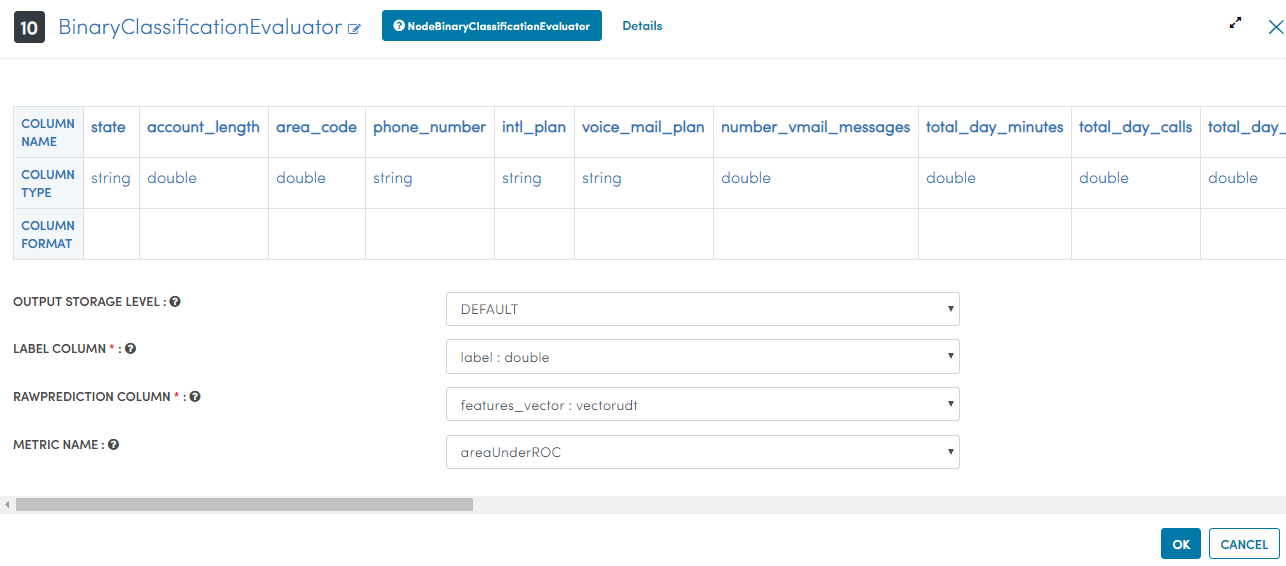 10 BinaryClassificationEvaluator NodeBinaryClassificationEvaluator Details
COLUMN NAME state account_length area_code phone_number intl_plan voice_mail_plan number_vmail_messages total_day_minutes total_day_calls total_day_
COLUMN TYPE string double double string string string double double double double
COLUMN FORMAT
OUTPUT STORAGE LEVEL : DEFAULT
LABEL COLUMN * : label : double
RAWPREDICTION COLUMN * : features_vector : vectorudt
METRIC NAME : areaUnderROC
OK CANCEL